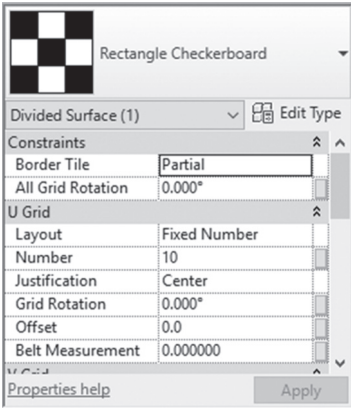 Rectangle Checkerboard
Divided Surface (1) Edit Type
Constraints
Border Tile Partial
All Grid Rotation 0.000°
U Grid
Layout Fixed Number
Number 10
Justification Center
Grid Rotation 0.000°
Offset 0.0
Belt Measurement 0.000000
V Grid
Properties help Apply